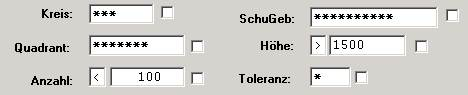 Kreis: *** SchuGeb: **********
Quadrant: ******* Höhe: > 1500
Anzahl: < 100 Toleranz: *